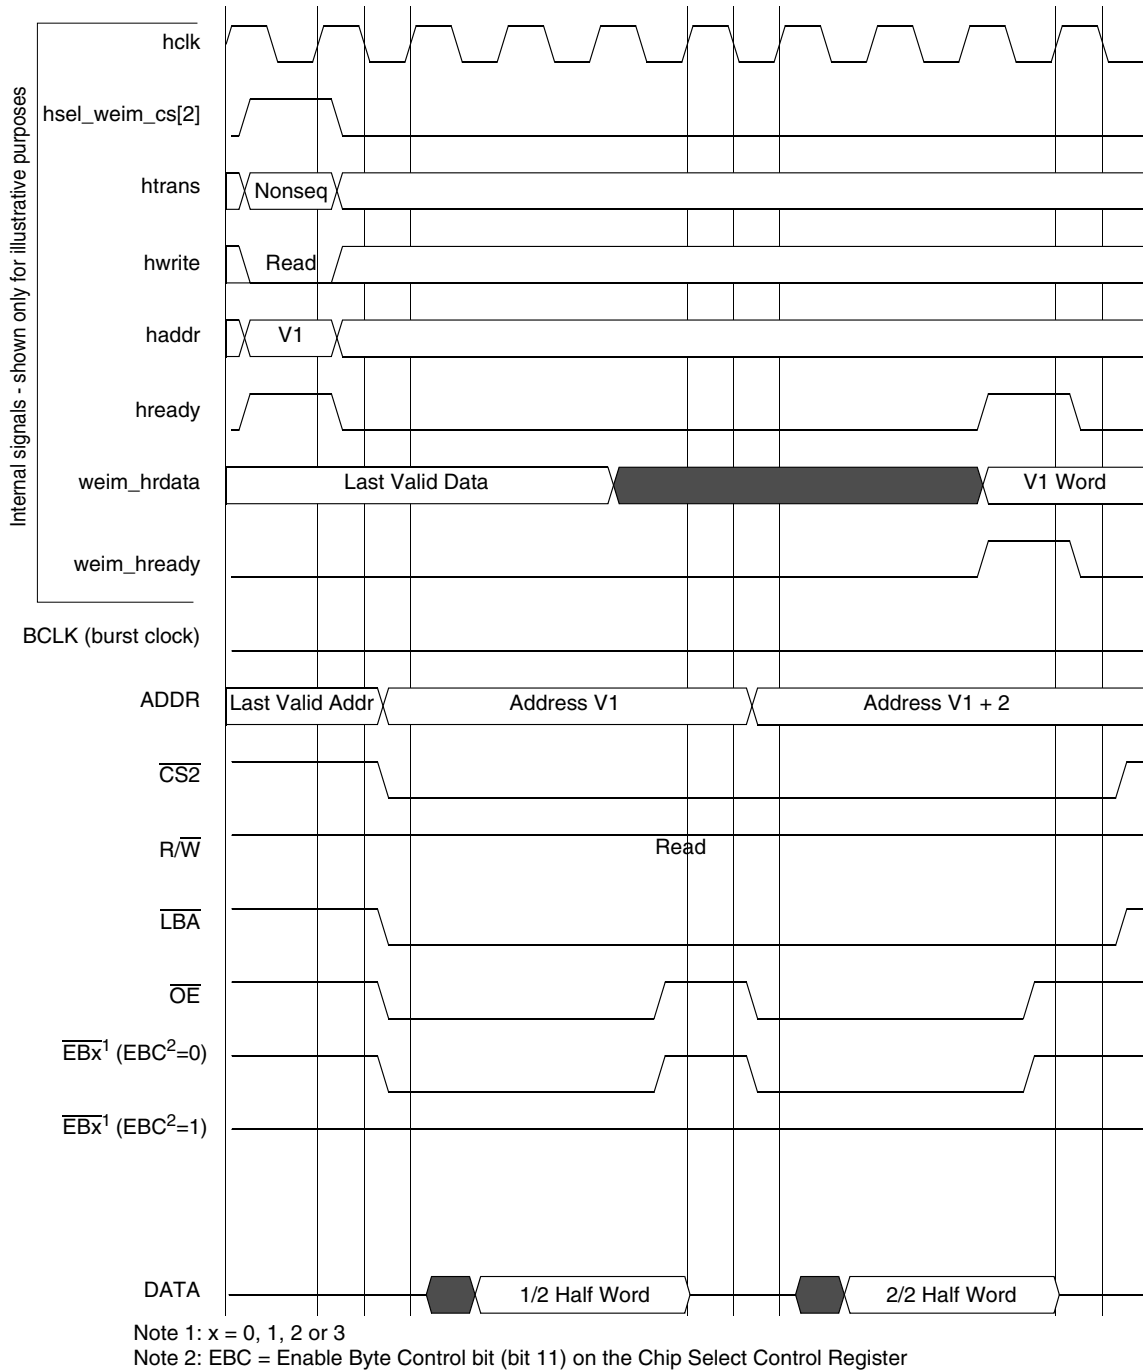 Internal signals - shown only for illustrative purposes
hclk
hsel_weim_cs[2]
htrans
Nonseq
hwrite
Read
haddr
V1
hready
weim_hrdata
Last Valid Data
V1 Word
weim_hready
BCLK (burst clock)
ADDR
Last Valid Addr
Address V1
Address V1 + 2
CS2
R/W
Read
LBA
OE
EBx¹ (EBC²=0)
EBx¹ (EBC²=1)
DATA
1/2 Half Word
2/2 Half Word
Note 1: x = 0, 1, 2 or 3
Note 2: EBC = Enable Byte Control bit (bit 11) on the Chip Select Control Register